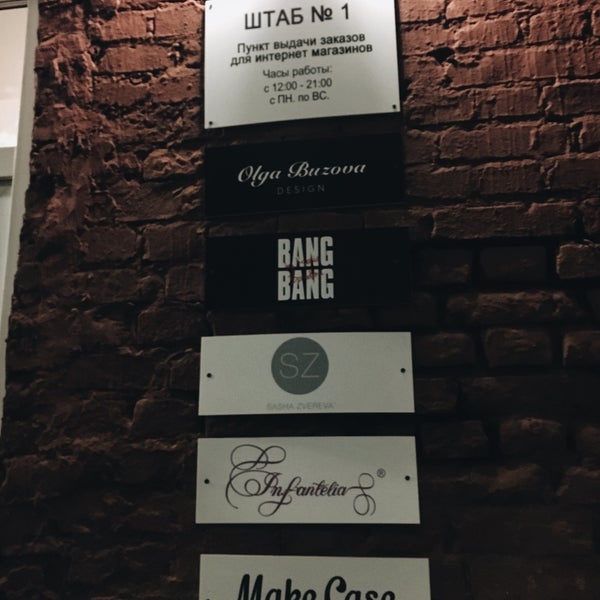 ШТАБ № 1
Пункт выдачи заказов
для интернет магазинов
Часы работы:
с 12:00 - 21:00
с ПН. по ВС.
Olga Buzova
DESIGN
BANG
BANG
SZ
SASHA ZVEREVA
Infantelia ®
Make Case